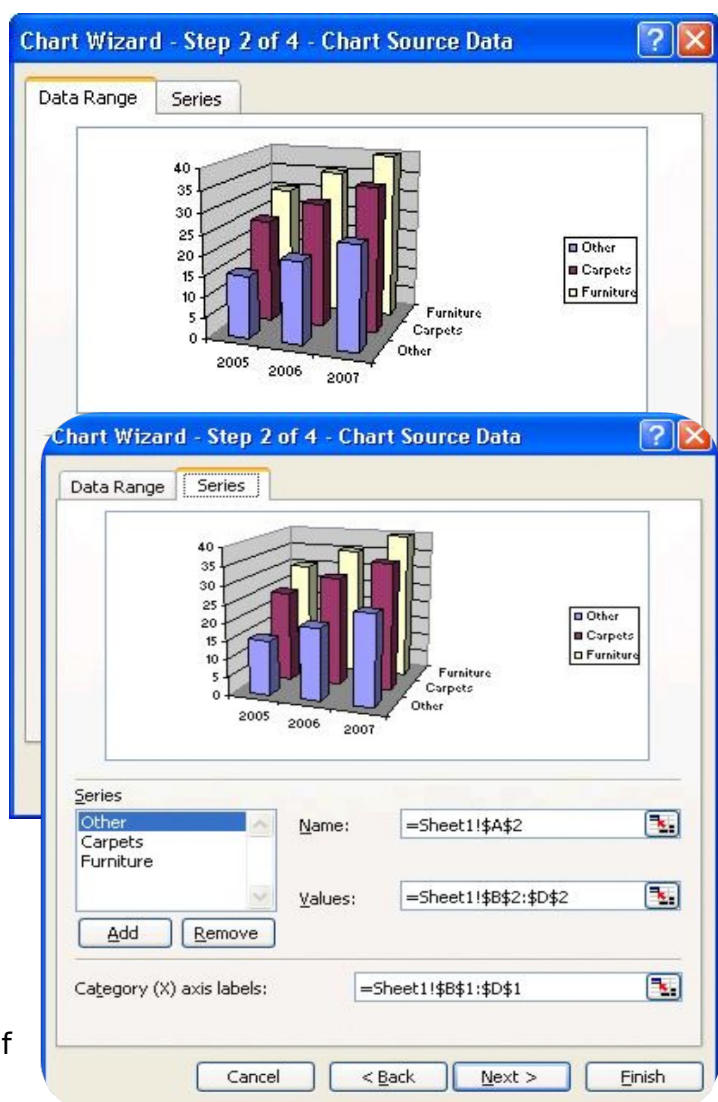 Chart Wizard - Step 2 of 4 - Chart Source Data
Data Range Series
40
35
30
25
20
15
10
5
0
2005 2006 2007
Furniture
Carpets
Other
Other
Carpets
Furniture
Chart Wizard - Step 2 of 4 - Chart Source Data
Data Range Series
40
35
30
25
20
15
10
5
0
2005 2006 2007
Furniture
Carpets
Other
Other
Carpets
Furniture
Series
Other
Carpets
Furniture
Name: =Sheet1!$A$2
Values: =Sheet1!$B$2:$D$2
Add Remove
Category (X) axis labels: =Sheet1!$B$1:$D$1
f
Cancel < Back Next > Finish